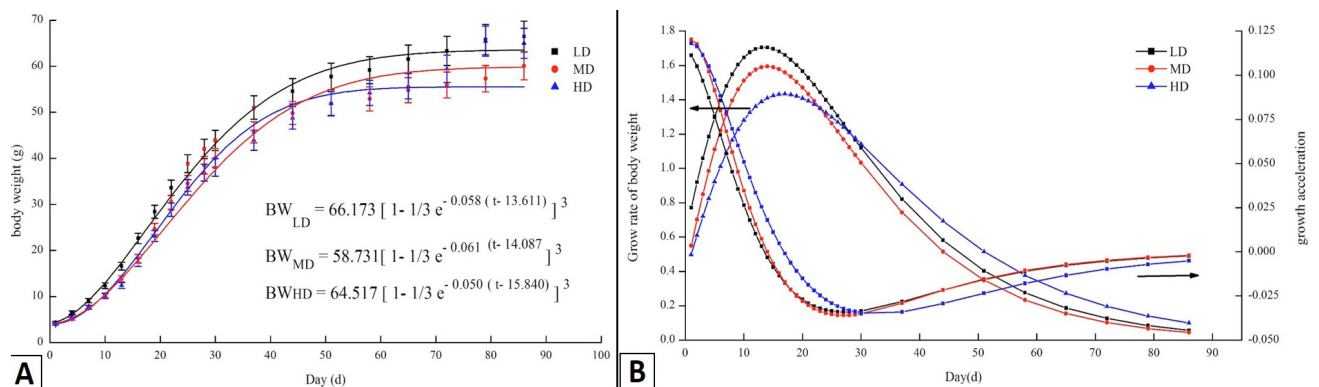 70
60
50
40
30
20
10
0
body weight (g)
LD
MD
HD
BW LD = 66.173 [ 1- 1/3 e - 0.058 ( t- 13.611) ] 3
BW MD = 58.731 [ 1- 1/3 e - 0.061 (t- 14.087 ] 3
BWHD = 64.517 [ 1- 1/3 e - 0.050 ( t- 15.840) ] 3
0 10 20 30 40 50 60 70 80 90 100
Day (d)
A
1.8
1.6
1.4
1.2
1.0
0.8
0.6
0.4
0.2
0.0
Grow rate of body weight
LD
MD
HD
0.125
0.100
0.075
0.050
0.025
0.000
-0.025
-0.050
growth acceleration
0 10 20 30 40 50 60 70 80 90
Day(d)
B